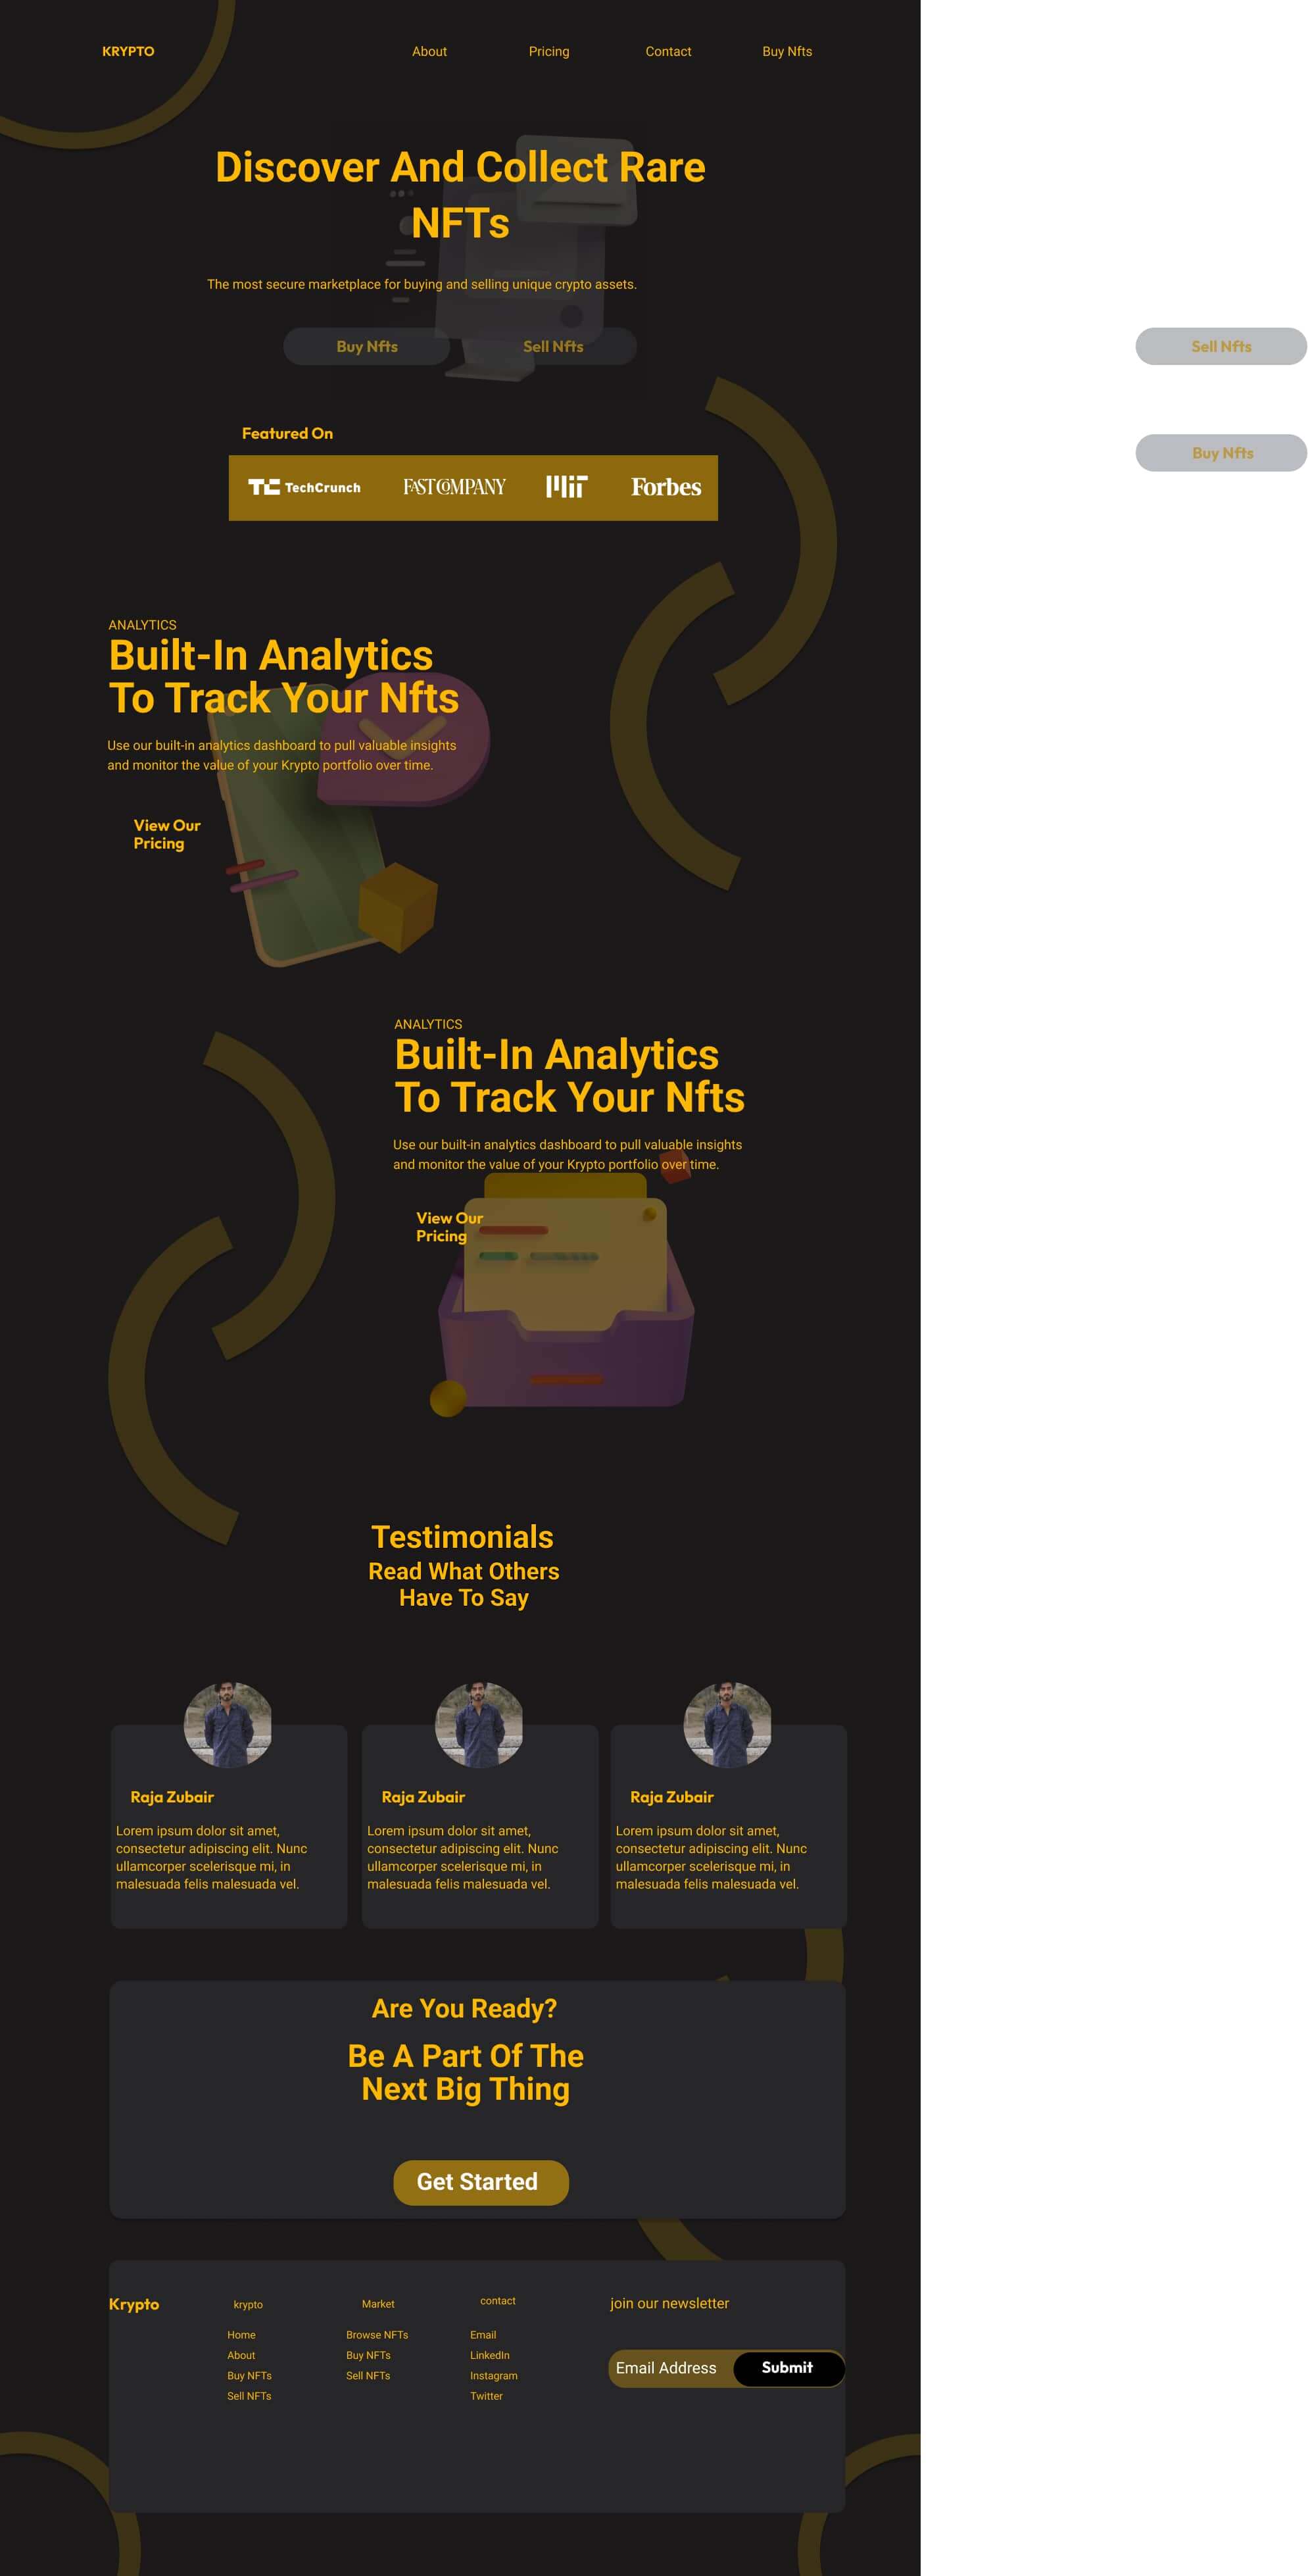 KRYPTO
About
Pricing
Contact
Buy Nfts
Discover And Collect Rare
NFTs
The most secure marketplace for buying and selling unique crypto assets.
Buy Nfts
Sell Nfts
Sell Nfts
Buy Nfts
Featured On
TC TechCrunch
FAST COMPANY
MIT
Forbes
ANALYTICS
Built-In Analytics
To Track Your Nfts
Use our built-in analytics dashboard to pull valuable insights
and monitor the value of your Krypto portfolio over time.
View Our
Pricing
ANALYTICS
Built-In Analytics
To Track Your Nfts
Use our built-in analytics dashboard to pull valuable insights
and monitor the value of your Krypto portfolio over time.
View Our
Pricing
Testimonials
Read What Others
Have To Say
Raja Zubair
Lorem ipsum dolor sit amet,
consectetur adipiscing elit. Nunc
ullamcorper scelerisque mi, in
malesuada felis malesuada vel.
Raja Zubair
Lorem ipsum dolor sit amet,
consectetur adipiscing elit. Nunc
ullamcorper scelerisque mi, in
malesuada felis malesuada vel.
Raja Zubair
Lorem ipsum dolor sit amet,
consectetur adipiscing elit. Nunc
ullamcorper scelerisque mi, in
malesuada felis malesuada vel.
Are You Ready?
Be A Part Of The
Next Big Thing
Get Started
Krypto
krypto
Home
About
Buy NFTs
Sell NFTs
Market
Browse NFTs
Buy NFTs
Sell NFTs
contact
Email
LinkedIn
Instagram
Twitter
join our newsletter
Email Address
Submit